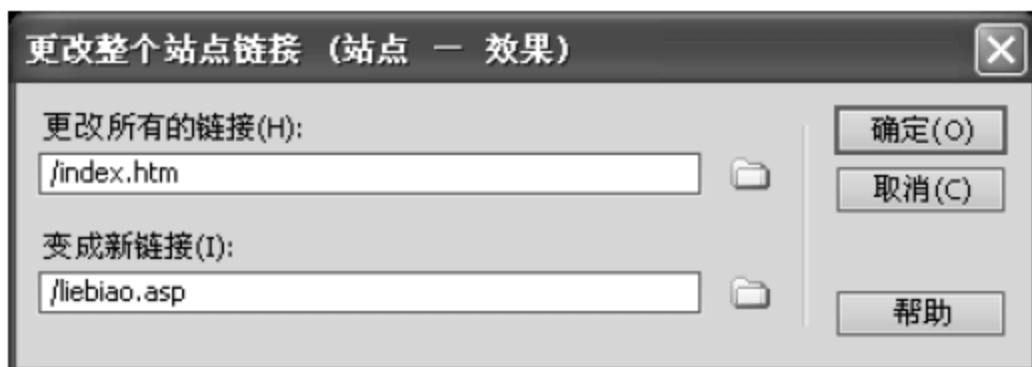 更改整个站点链接 (站点 — 效果)
更改所有的链接(H):
确定(O)
/index.htm
取消(C)
变成新链接(I):
/liebiao.asp
帮助